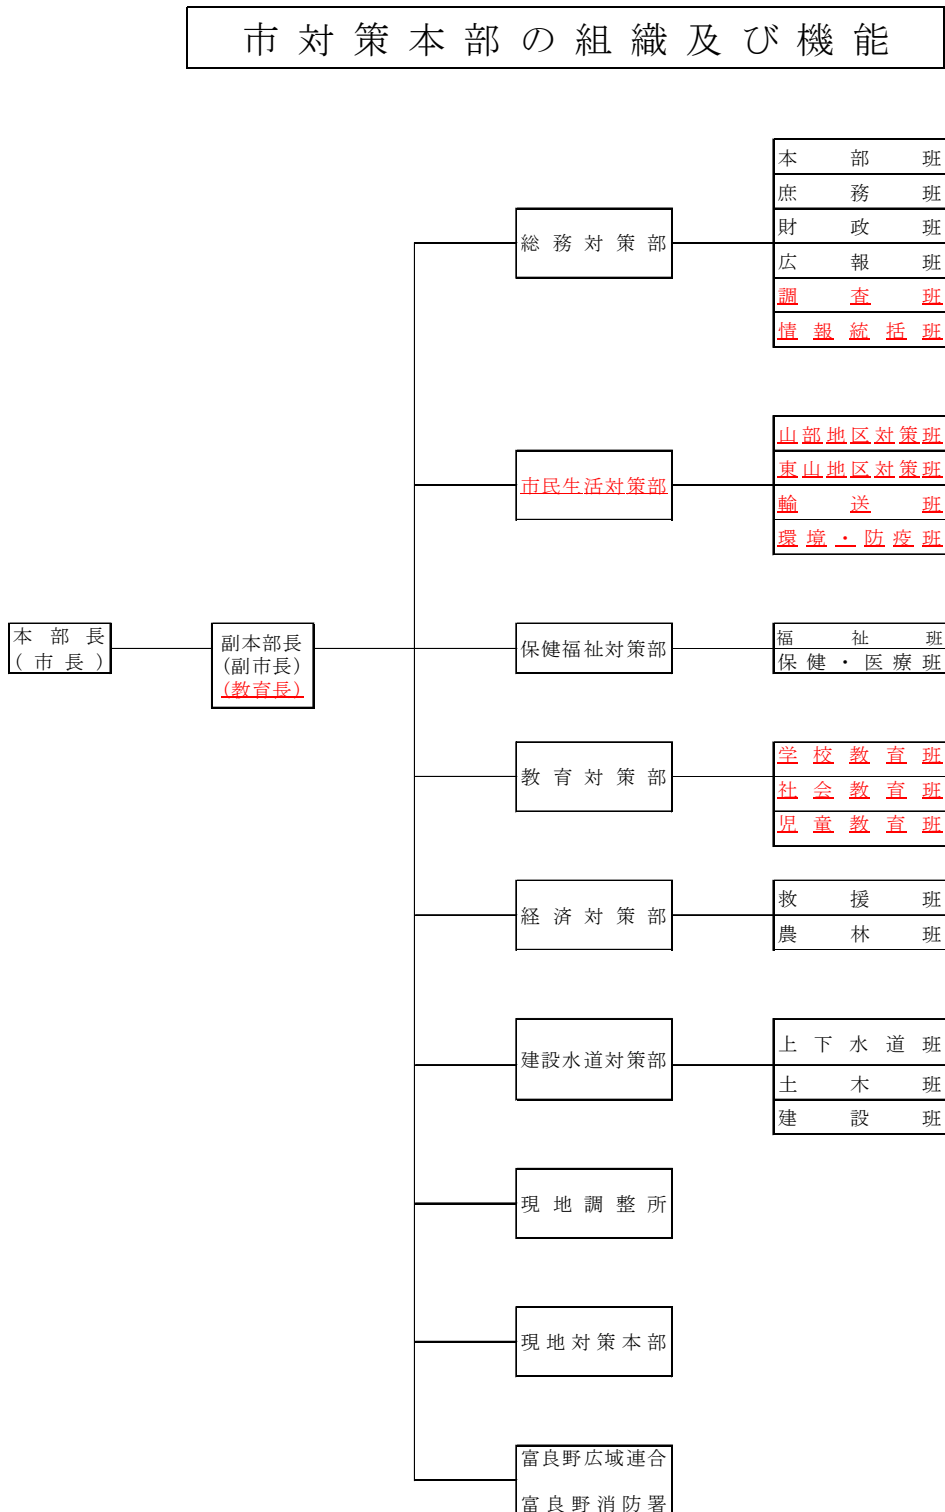 市対策本部の組織及び機能
本部長
(市長)
副本部長
(副市長)
(教育長)
総務対策部
本部班
庶務班
財政班
広報班
調査班
情報統括班
市民生活対策部
山部地区対策班
東山地区対策班
輸送班
環境・防疫班
保健福祉対策部
福祉班
保健・医療班
教育対策部
学校教育班
社会教育班
児童教育班
経済対策部
救援班
農林班
建設水道対策部
上下水道班
土木班
建設班
現地調整所
現地対策本部
富良野広域連合
富良野消防署